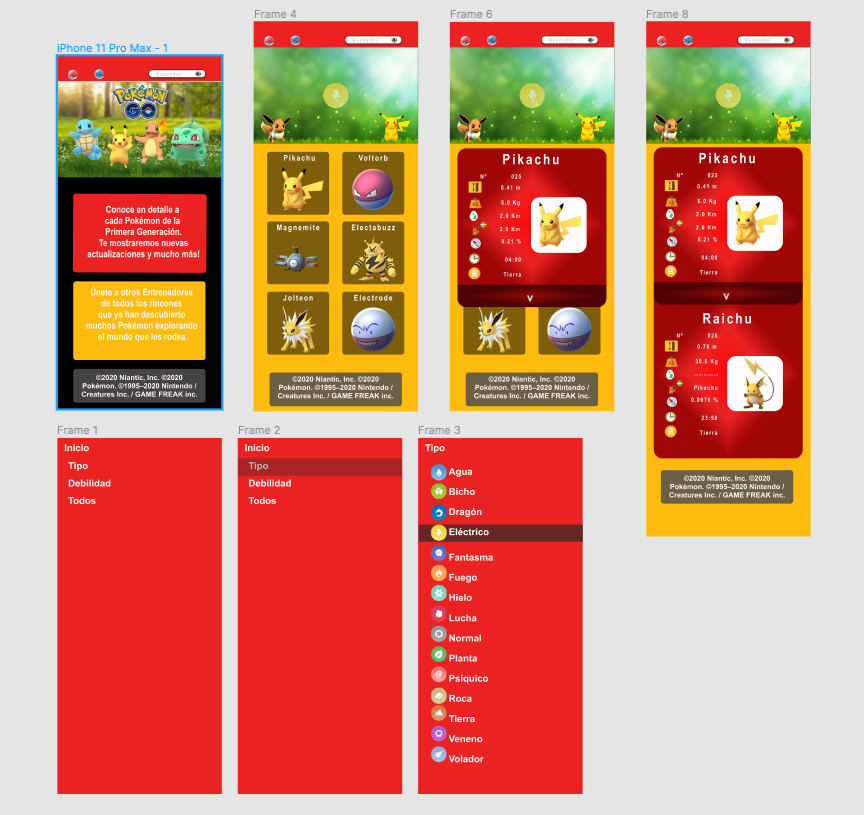 iPhone 11 Pro Max - 1
Buscador
POKÉMON
GO
Conoce en detalle a
cada Pokémon de la
Primera Generación.
Te mostraremos nuevas
actualizaciones y mucho más!
Únete a otros Entrenadores
de todos los rincones
que ya han descubierto
muchos Pokémon explorando
el mundo que les rodea.
©2020 Niantic, Inc. ©2020
Pokémon. ©1995–2020 Nintendo /
Creatures Inc. / GAME FREAK inc.
Frame 4
Buscador
Pikachu
Voltorb
Magnemite
Electabuzz
Jolteon
Electrode
©2020 Niantic, Inc. ©2020
Pokémon. ©1995–2020 Nintendo /
Creatures Inc. / GAME FREAK inc.
Frame 6
Buscador
Pikachu
N° 025
0.41 m
6.0 Kg
2.0 Km
2.0 Km
0.21 %
04:00
Tierra
v
©2020 Niantic, Inc. ©2020
Pokémon. ©1995–2020 Nintendo /
Creatures Inc. / GAME FREAK inc.
Frame 8
Buscador
Pikachu
N° 025
0.41 m
6.0 Kg
2.0 Km
2.0 Km
0.21 %
04:00
Tierra
v
Raichu
N° 026
0.76 m
30.0 Kg
-----------
Pikachu
0.0076 %
23:58
Tierra
©2020 Niantic, Inc. ©2020
Pokémon. ©1995–2020 Nintendo /
Creatures Inc. / GAME FREAK inc.
Frame 1
Inicio
Tipo
Debilidad
Todos
Frame 2
Inicio
Tipo
Debilidad
Todos
Frame 3
Tipo
Agua
Bicho
Dragón
Eléctrico
Fantasma
Fuego
Hielo
Lucha
Normal
Planta
Psíquico
Roca
Tierra
Veneno
Volador